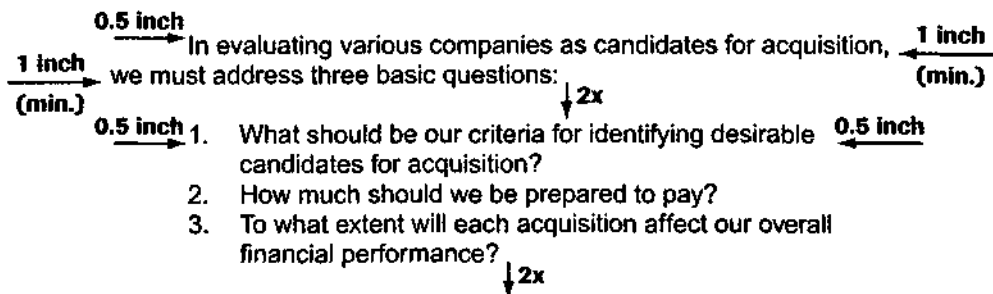 0.5 inch
In evaluating various companies as candidates for acquisition,
1 inch
1 inch
we must address three basic questions:
(min.)
(min.)
2x
0.5 inch
1. What should be our criteria for identifying desirable
0.5 inch
candidates for acquisition?
2. How much should we be prepared to pay?
3. To what extent will each acquisition affect our overall
financial performance?
2x